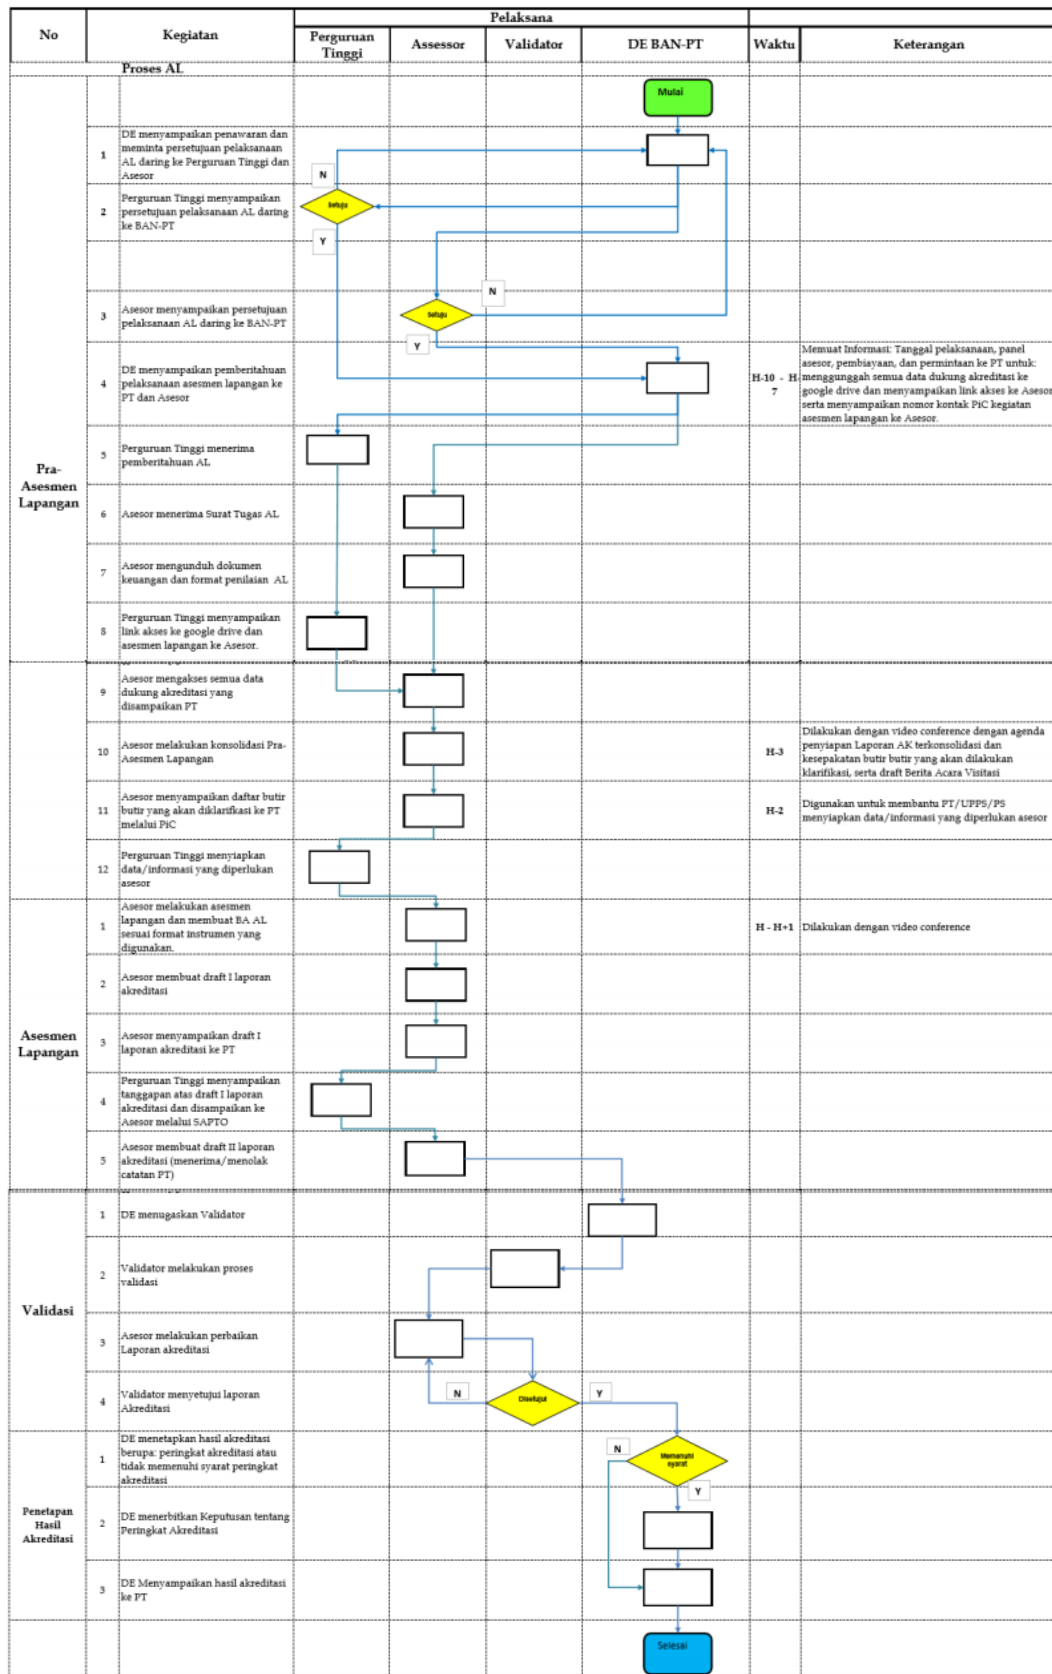 No
Kegiatan
Pelaksana
Perguruan
Tinggi
Assessor
Validator
DE BAN-PT
Waktu
Keterangan
Proses AL
Mulai
Pra-
Asesmen
Lapangan
1
DE menyampaikan penawaran dan
meminta persetujuan pelaksanaan
AL daring ke Perguruan Tinggi dan
Asesor
N
2
Perguruan Tinggi menyampaikan
persetujuan pelaksanaan AL daring
ke BAN-PT
Setuju
Y
3
Asesor menyampaikan persetujuan
pelaksanaan AL daring ke BAN-PT
N
Setuju
Y
4
DE menyampaikan pemberitahuan
pelaksanaan asesmen lapangan ke
PT dan Asesor
H-10 - H-
7
Memuat Informasi: Tanggal pelaksanaan, panel
asesor, pembiayaan, dan permintaan ke PT untuk:
menggunggah semua data dukung akreditasi ke
google drive dan menyampaikan link akses ke Asesor
serta menyampaikan nomor kontak PiC kegiatan
asesmen lapangan ke Asesor.
5
Perguruan Tinggi menerima
pemberitahuan AL
6
Asesor menerima Surat Tugas AL
7
Asesor mengunduh dokumen
keuangan dan format penilaian AL
8
Perguruan Tinggi menyampaikan
link akses ke google drive dan
asesmen lapangan ke Asesor.
9
Asesor mengakses semua data
dukung akreditasi yang
disampaikan PT
10
Asesor melakukan konsolidasi Pra-
Asesmen Lapangan
H-3
Dilakukan dengan video conference dengan agenda
penyiapan Laporan AK terkonsolidasi dan
kesepakatan butir butir yang akan dilakukan
klarifikasi, serta draft Berita Acara Visitasi
11
Asesor menyampaikan daftar butir
butir yang akan diklarifkasi ke PT
melalui PiC
H-2
Digunakan untuk membantu PT/UPPS/PS
menyiapkan data/informasi yang diperlukan asesor
12
Perguruan Tinggi menyiapkan
data/informasi yang diperlukan
asesor
Asesmen
Lapangan
1
Asesor melakukan asesmen
lapangan dan membuat BA AL
sesuai format instrumen yang
digunakan.
H - H+1
Dilakukan dengan video conference
2
Asesor membuat draft I laporan
akreditasi
3
Asesor menyampaikan draft I
laporan akreditasi ke PT
4
Perguruan Tinggi menyampaikan
tanggapan atas draft I laporan
akreditasi dan disampaikan ke
Asesor melalui SAPTO
5
Asesor membuat draft II laporan
akreditasi (menerima/menolak
catatan PT)
Validasi
1
DE menugaskan Validator
2
Validator melakukan proses
validasi
3
Asesor melakukan perbaikan
Laporan akreditasi
4
Validator menyetujui laporan
Akreditasi
N
Disetujui
Y
Penetapan
Hasil
Akreditasi
1
DE menetapkan hasil akreditasi
berupa: peringkat akreditasi atau
tidak memenuhi syarat peringkat
akreditasi
N
Memenuhi
syarat
Y
2
DE menerbitkan Keputusan tentang
Peringkat Akreditasi
3
DE Menyampaikan hasil akreditasi
ke PT
Selesai